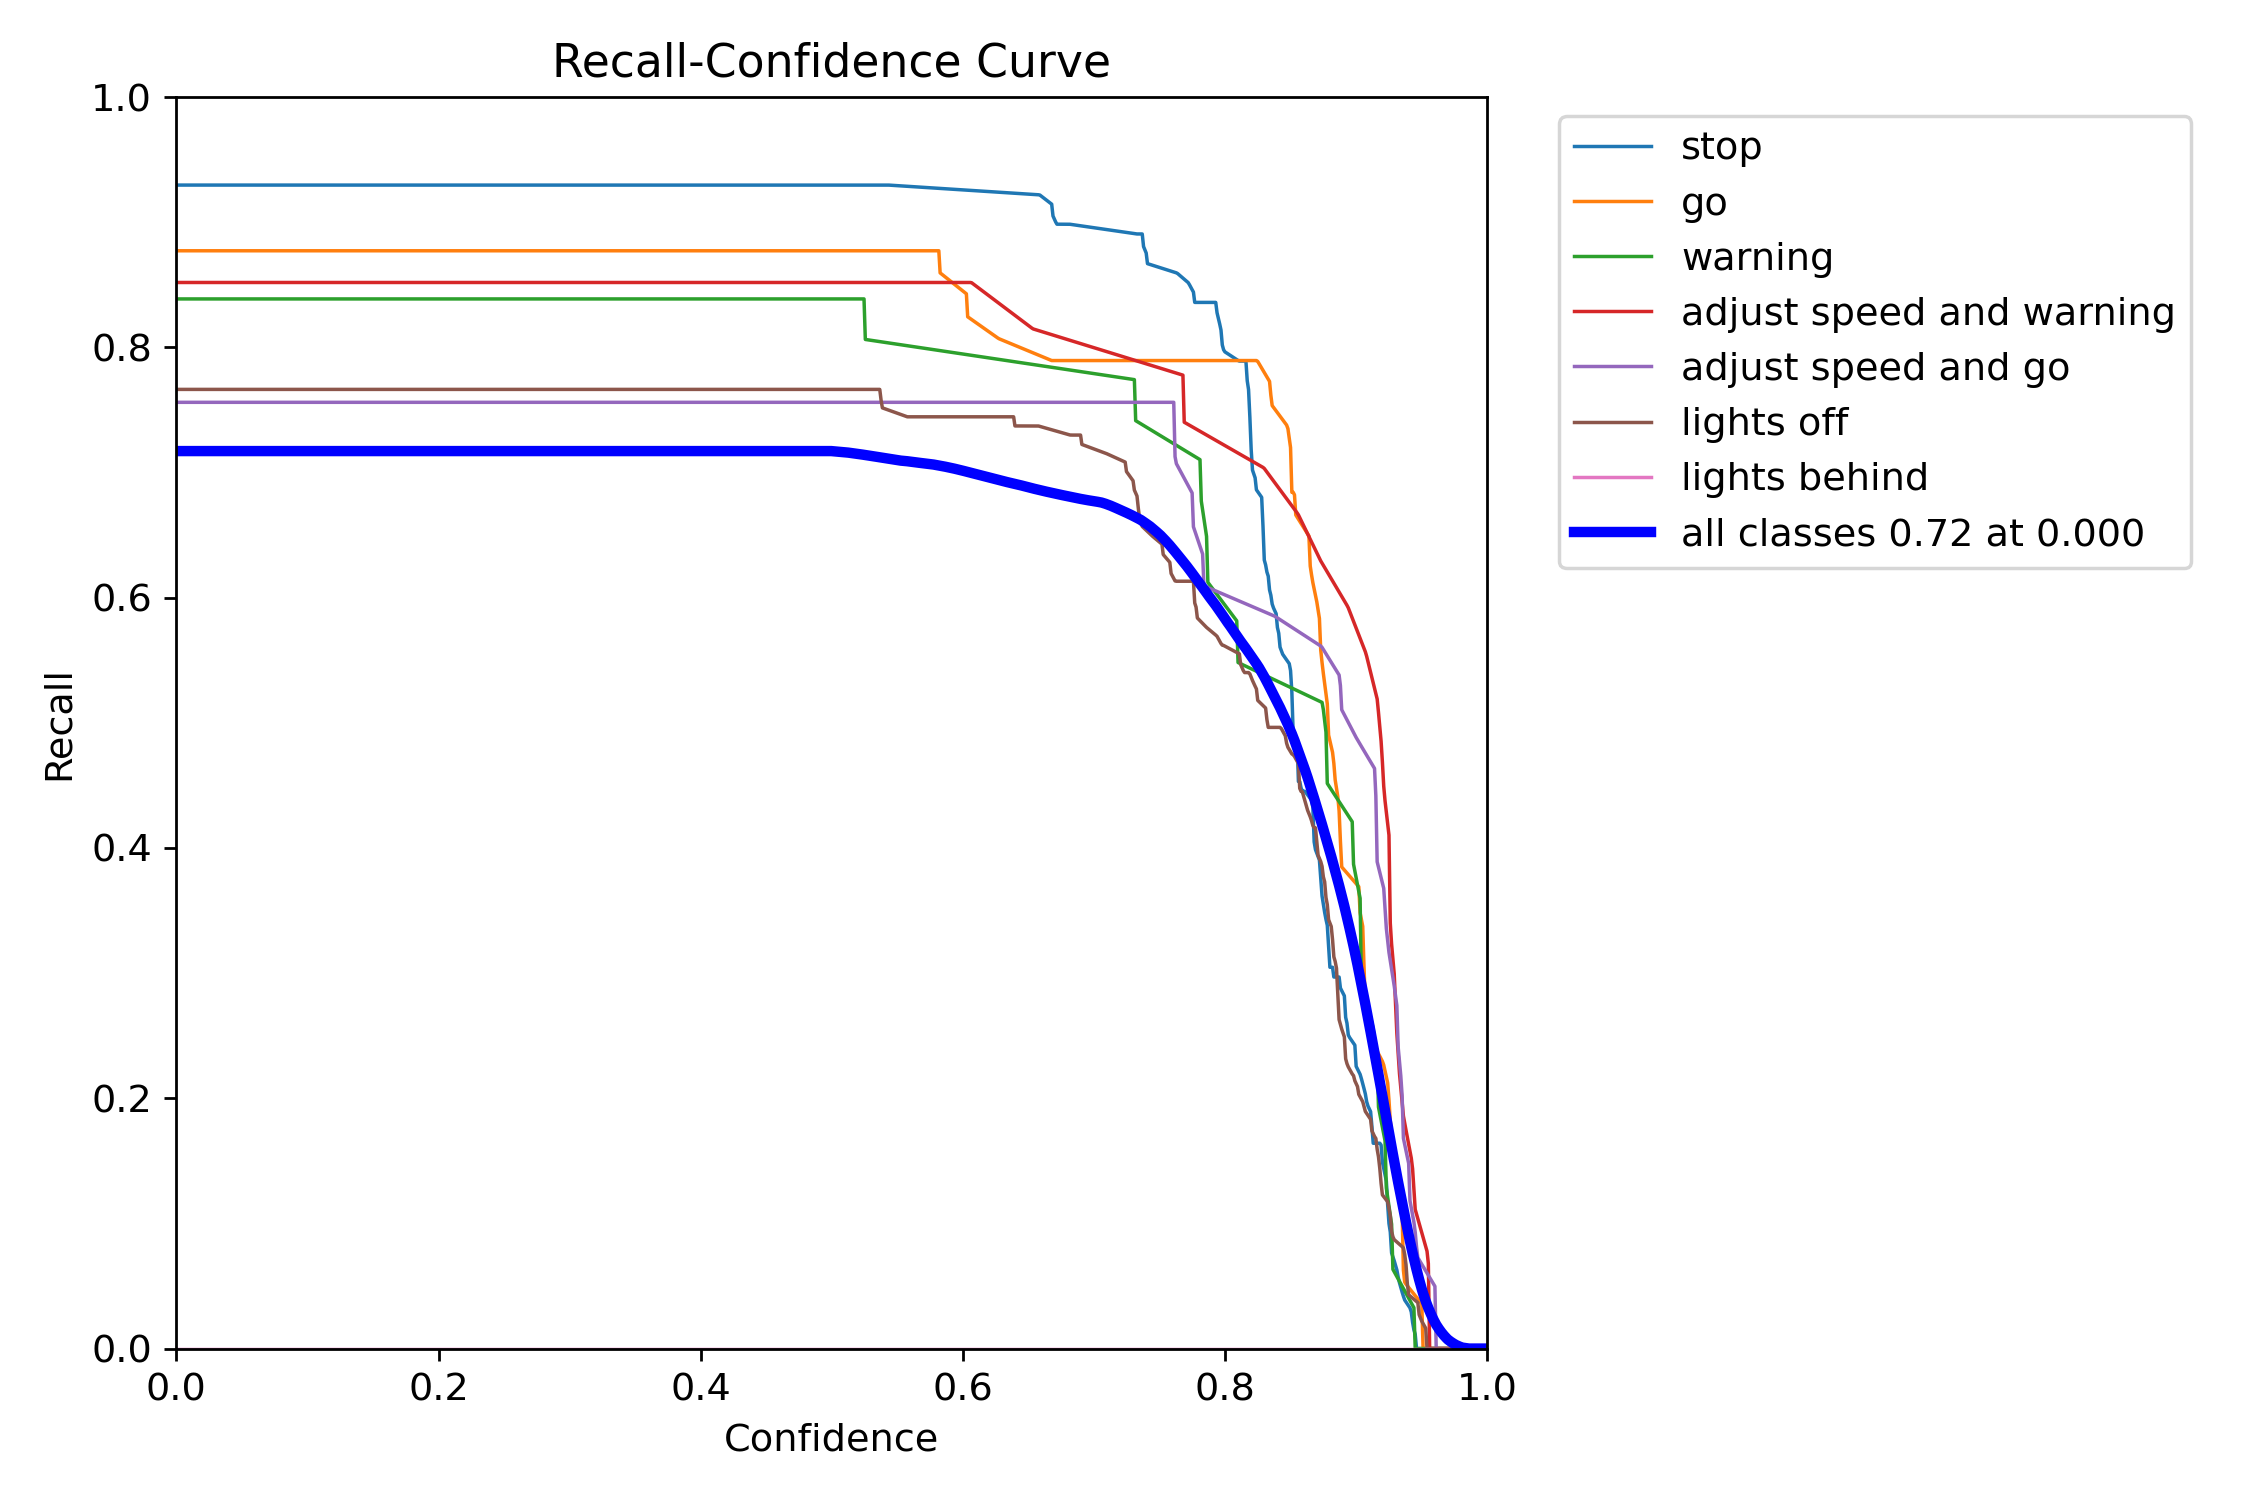 Recall-Confidence Curve
1.0
0.8
0.6
0.4
0.2
0.0
Recall
0.0 0.2 0.4 0.6 0.8 1.0
Confidence
stop
go
warning
adjust speed and warning
adjust speed and go
lights off
lights behind
all classes 0.72 at 0.000